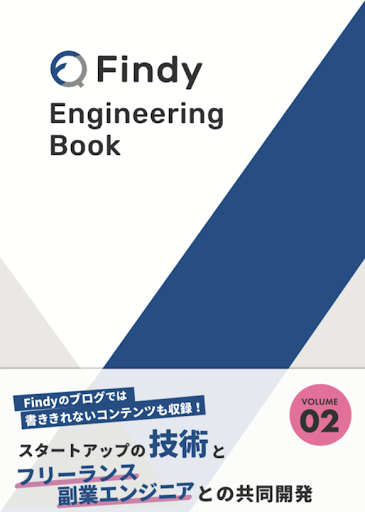 Findy
Engineering
Book
Findyのブログでは
書ききれないコンテンツも収録！
VOLUME
02
スタートアップの技術と
フリーランス
副業エンジニアとの共同開発